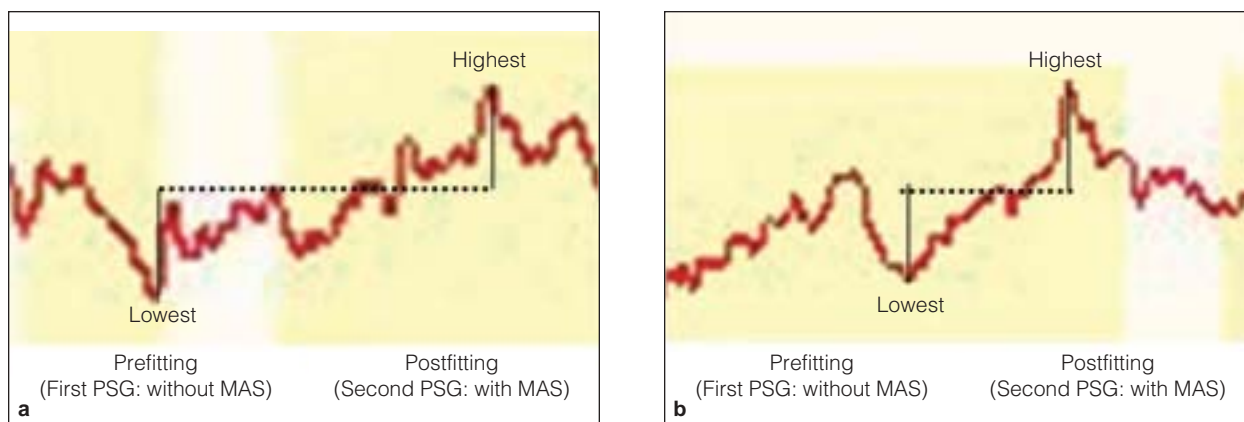 Highest
Lowest
Prefitting
(First PSG: without MAS)
Postfitting
(Second PSG: with MAS)
a
Highest
Lowest
Prefitting
(First PSG: without MAS)
Postfitting
(Second PSG: with MAS)
b